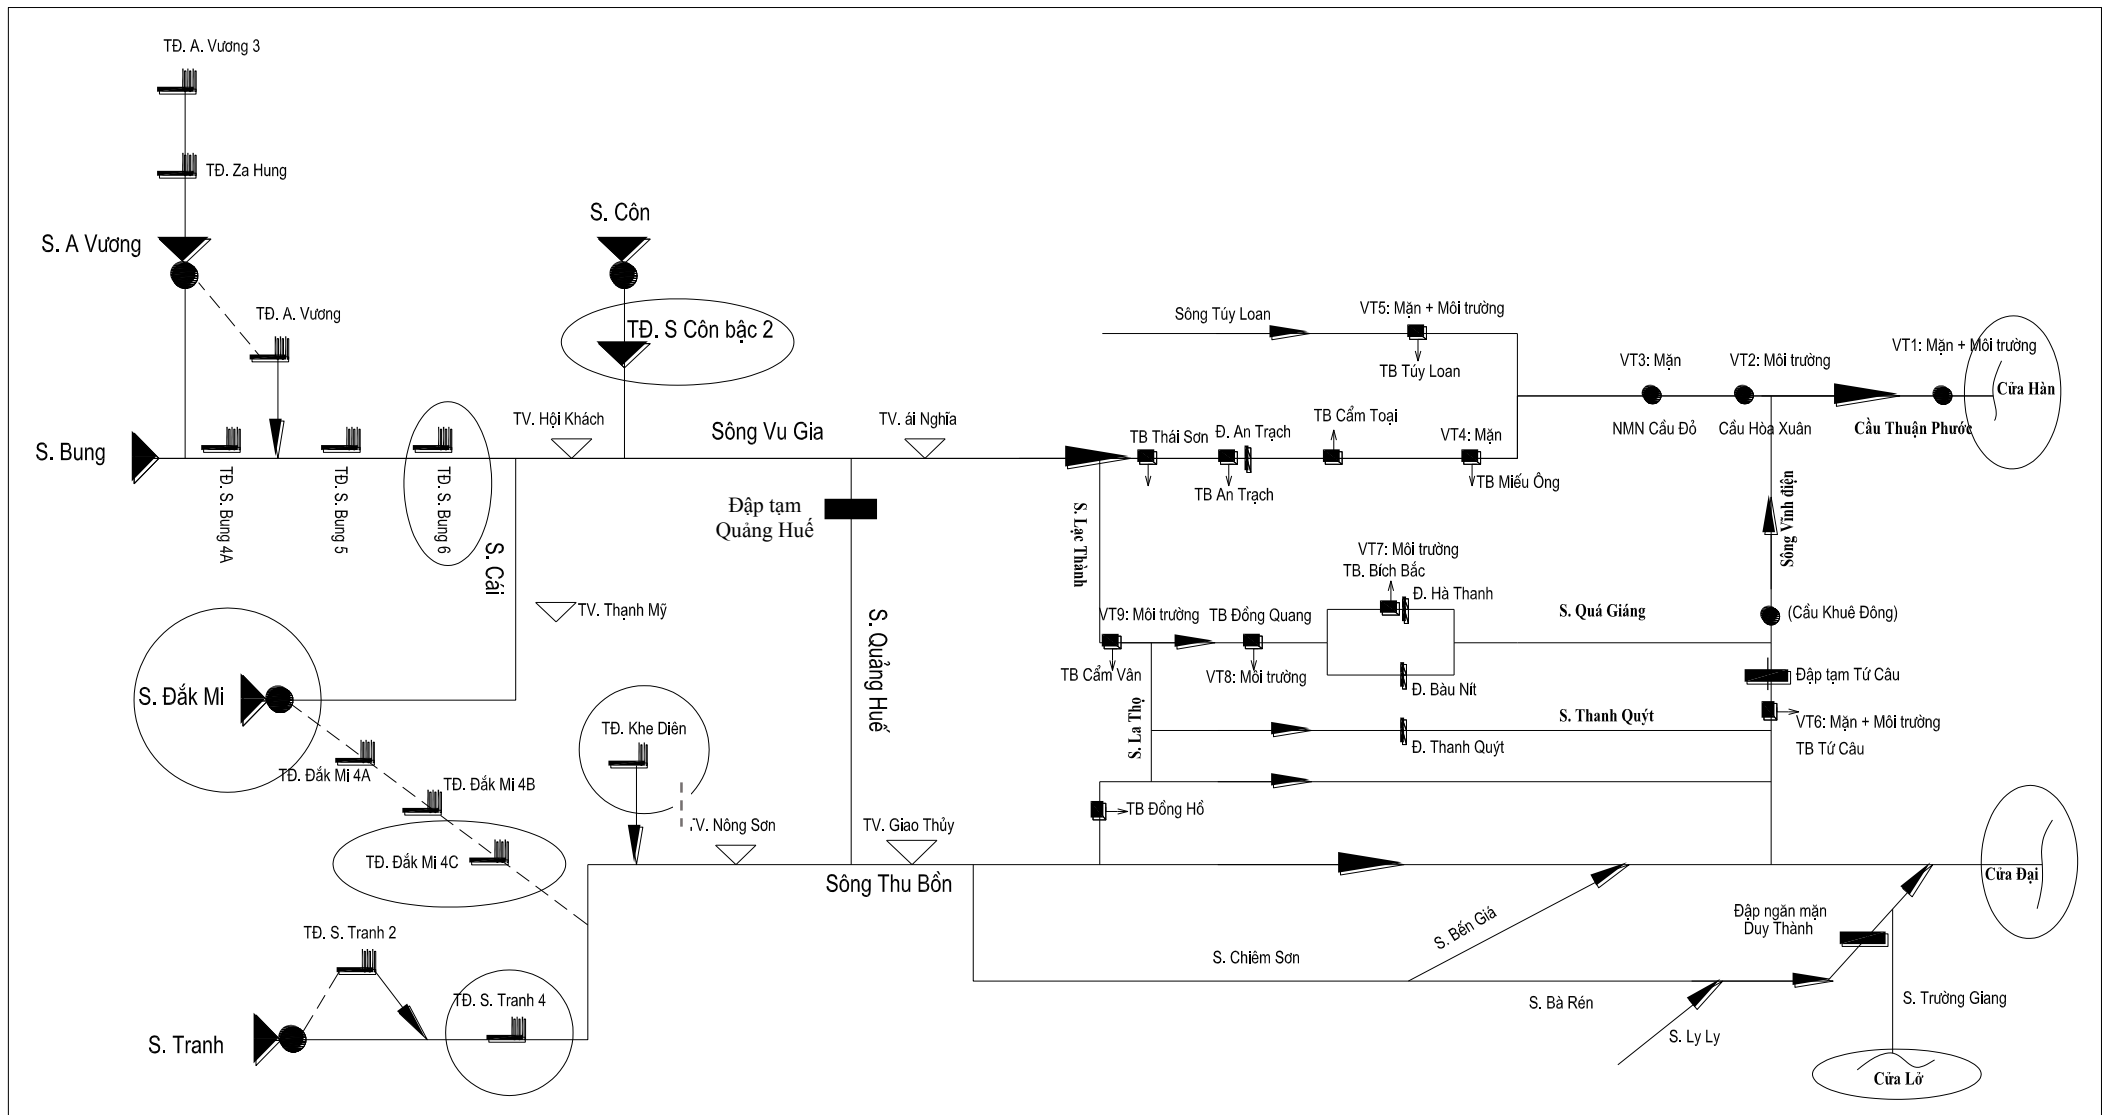 TĐ. A. Vương 3
TĐ. Za Hung
S. A Vương
S. Côn
TĐ. A. Vương
TĐ. S Côn bậc 2
Sông Túy Loan
VT5: Mặn + Môi trường
TB Túy Loan
VT3: Mặn
VT2: Môi trường
VT1: Mặn + Môi trường
Cửa Hàn
NMN Cầu Đỏ
Cầu Hòa Xuân
Cầu Thuận Phước
S. Bung
TĐ. S. Bung 4A
TĐ. S. Bung 5
TĐ. S. Bung 6
TV. Hội Khách
Sông Vu Gia
TV. ái Nghĩa
TB Thái Sơn
Đ. An Trạch
TB Cẩm Toại
VT4: Mặn
TB An Trạch
TB Miếu Ông
Đập tạm
Quảng Huế
S. Cái
S. Lạc Thành
Sông Vĩnh điện
TV. Thạnh Mỹ
S. Quảng Huế
VT7: Môi trường
TB. Bích Bắc
Đ. Hà Thanh
VT9: Môi trường
TB Đồng Quang
S. Quá Giáng
(Cầu Khuê Đông)
TB Cẩm Vân
VT8: Môi trường
Đ. Bàu Nít
Đập tạm Tứ Câu
S. Đắk Mi
S. La Thọ
S. Thanh Quýt
VT6: Mặn + Môi trường
TB Tứ Câu
Đ. Thanh Quýt
TĐ. Khe Diên
TĐ. Đắk Mi 4A
TĐ. Đắk Mi 4B
TB Đồng Hồ
TV. Nông Sơn
TV. Giao Thủy
TĐ. Đắk Mi 4C
Sông Thu Bồn
Cửa Đại
S. Bến Giá
Đập ngăn mặn
Duy Thành
TĐ. S. Tranh 2
S. Chiêm Sơn
TĐ. S. Tranh 4
S. Bà Rén
S. Trường Giang
S. Tranh
S. Ly Ly
Cửa Lở